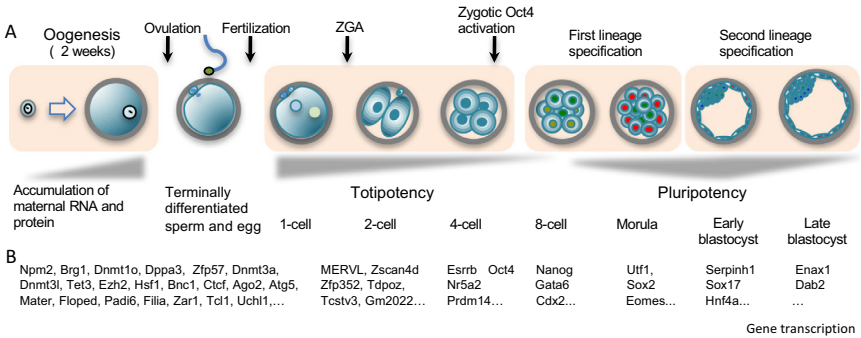 A
Oogenesis
( 2 weeks)
Ovulation
Fertilization
ZGA
Zygotic Oct4
activation
First lineage
specification
Second lineage
specification
Accumulation of
maternal RNA and
protein
Terminally
differentiated
sperm and egg
Totipotency
Pluripotency
1-cell
2-cell
4-cell
8-cell
Morula
Early
blastocyst
Late
blastocyst
B
Npm2, Brg1, Dnmt1o, Dppa3, Zfp57, Dnmt3a,
Dnmt3l, Tet3, Ezh2, Hsf1, Bnc1, Ctcf, Ago2, Atg5,
Mater, Floped, Padi6, Filia, Zar1, Tcl1, Uchl1,…
MERVL, Zscan4d
Zfp352, Tdpoz,
Tcstv3, Gm2022…
Esrrb Oct4
Nr5a2
Prdm14…
Nanog
Gata6
Cdx2...
Utf1,
Sox2
Eomes...
Serpinh1
Sox17
Hnf4a...
Enax1
Dab2
…
Gene transcription